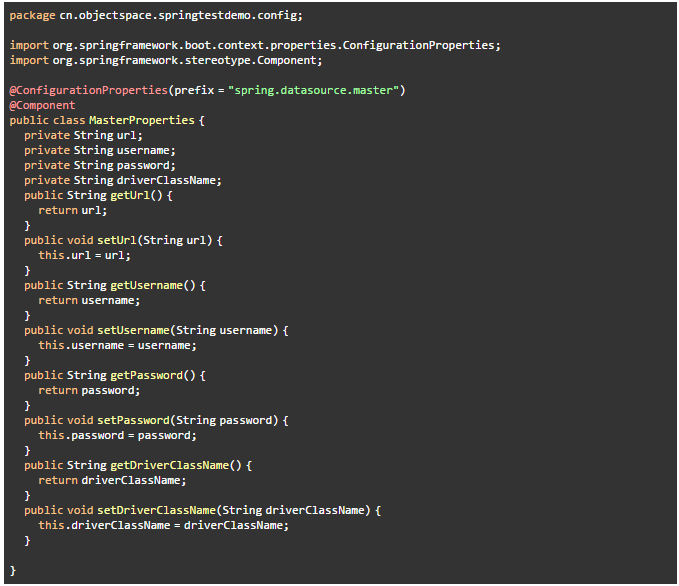 package cn.objectspace.springtestdemo.config;
import org.springframework.boot.context.properties.ConfigurationProperties;
import org.springframework.stereotype.Component;
@ConfigurationProperties(prefix = "spring.datasource.master")
@Component
public class MasterProperties {
private String url;
private String username;
private String password;
private String driverClassName;
public String getUrl() {
return url;
}
public void setUrl(String url) {
this.url = url;
}
public String getUsername() {
return username;
}
public void setUsername(String username) {
this.username = username;
}
public String getPassword() {
return password;
}
public void setPassword(String password) {
this.password = password;
}
public String getDriverClassName() {
return driverClassName;
}
public void setDriverClassName(String driverClassName) {
this.driverClassName = driverClassName;
}
}